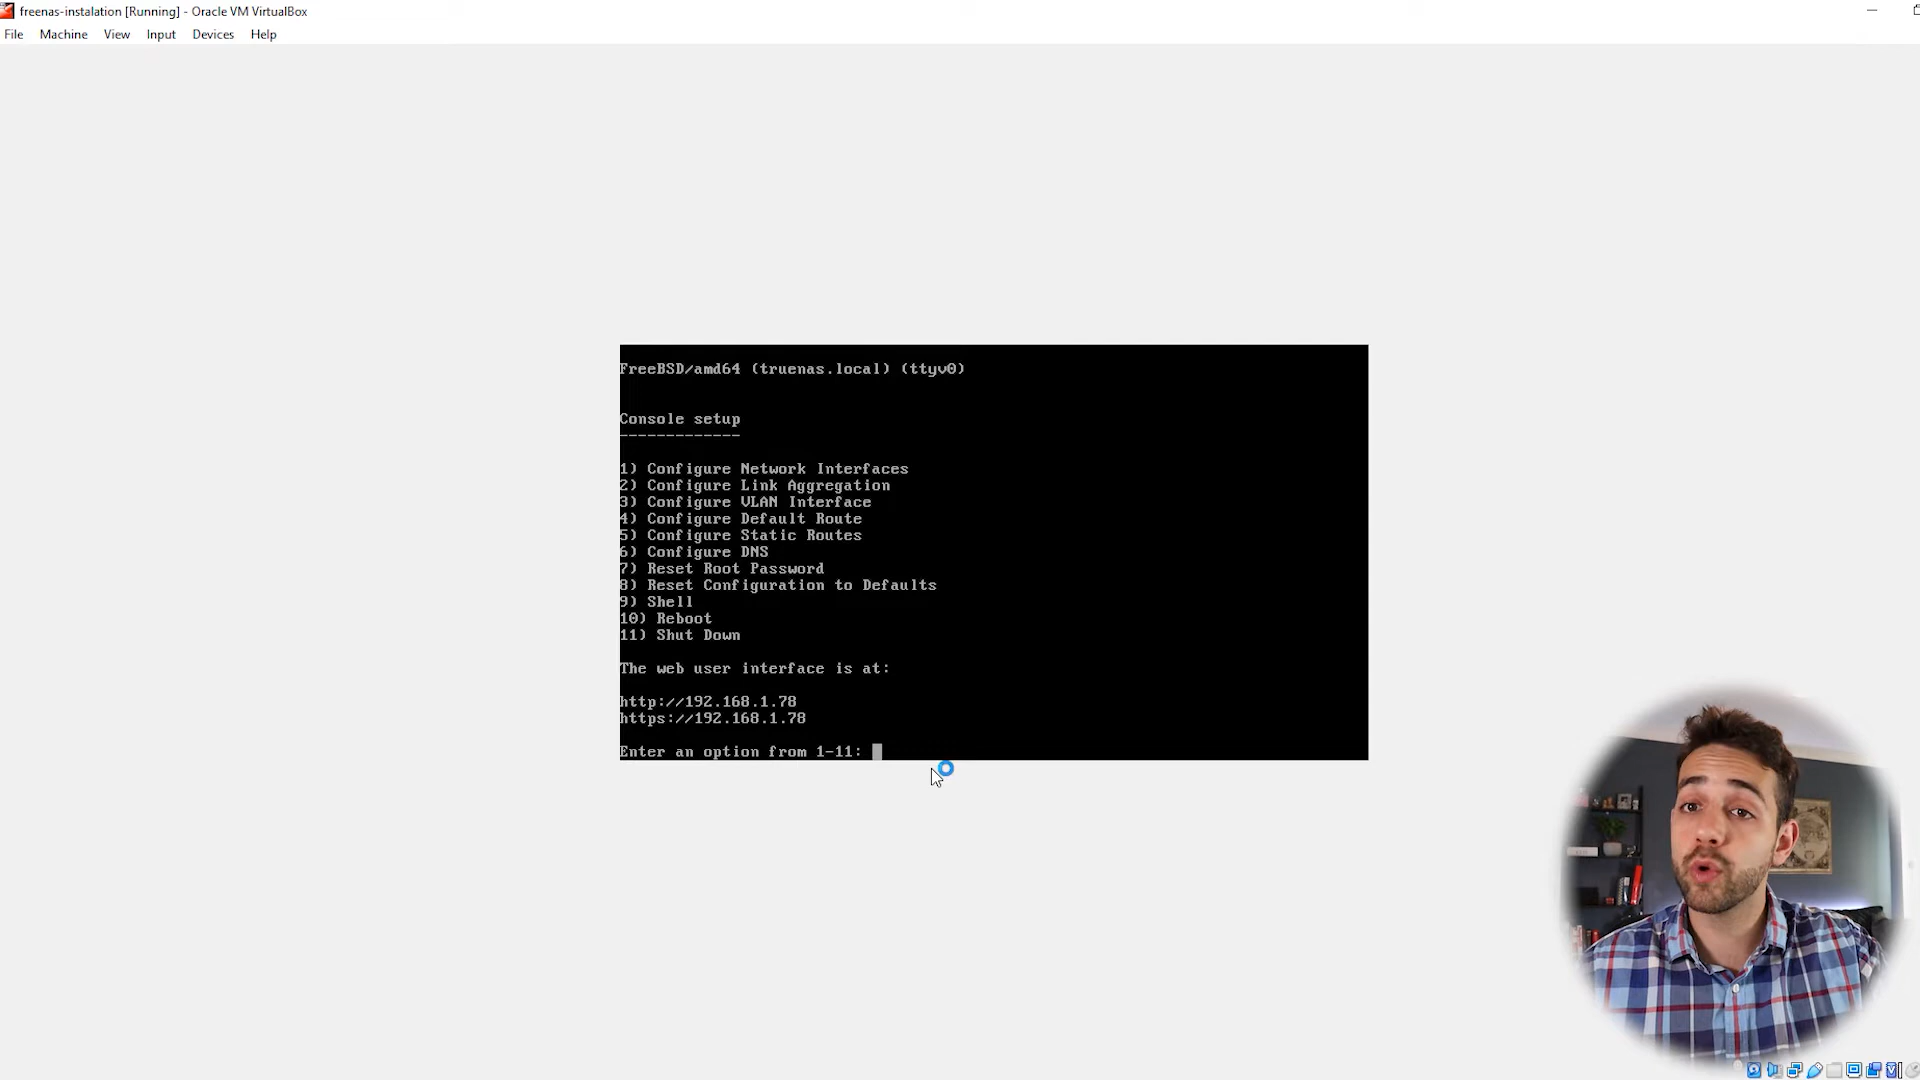 freenas-instalation [Running] - Oracle VM VirtualBox
File Machine View Input Devices Help
FreeBSD/amd64 (truenas.local) (ttyv0)
Console setup
-------------
1) Configure Network Interfaces
2) Configure Link Aggregation
3) Configure VLAN Interface
4) Configure Default Route
5) Configure Static Routes
6) Configure DNS
7) Reset Root Password
8) Reset Configuration to Defaults
9) Shell
10) Reboot
11) Shut Down
The web user interface is at:
http://192.168.1.78
https://192.168.1.78
Enter an option from 1-11: